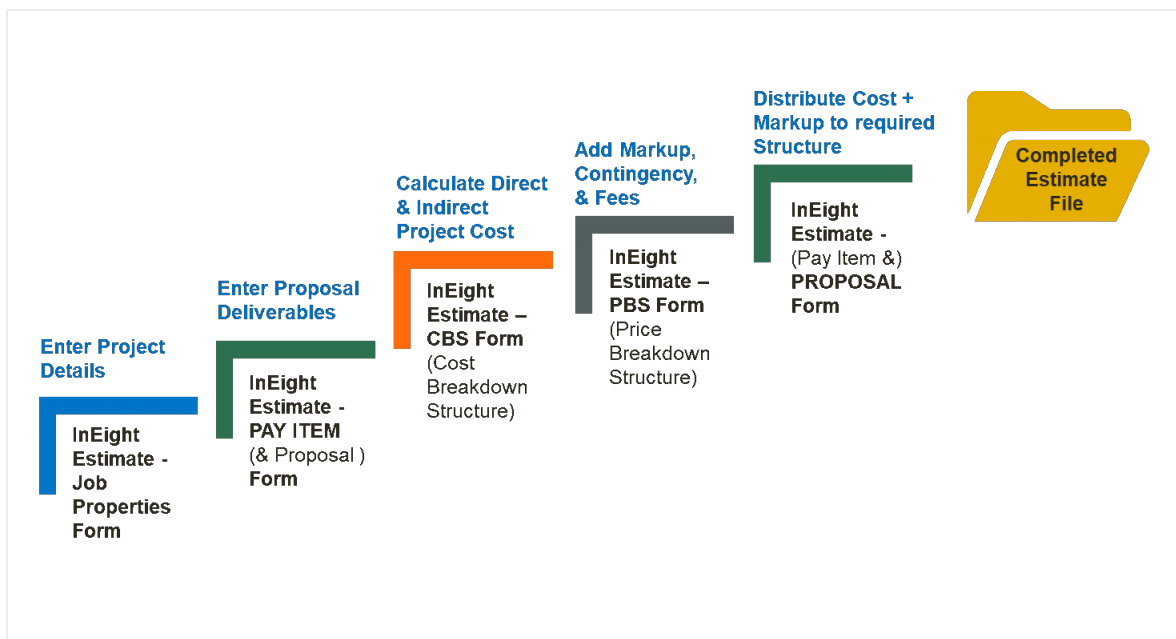 Enter Project
Details
InEight
Estimate -
Job
Properties
Form
Enter Proposal
Deliverables
InEight
Estimate -
PAY ITEM
(& Proposal )
Form
Calculate Direct
& Indirect
Project Cost
InEight
Estimate –
CBS Form
(Cost
Breakdown
Structure)
Add Markup,
Contingency,
& Fees
InEight
Estimate –
PBS Form
(Price
Breakdown
Structure)
Distribute Cost +
Markup to required
Structure
InEight
Estimate -
(Pay Item &)
PROPOSAL
Form
Completed
Estimate
File